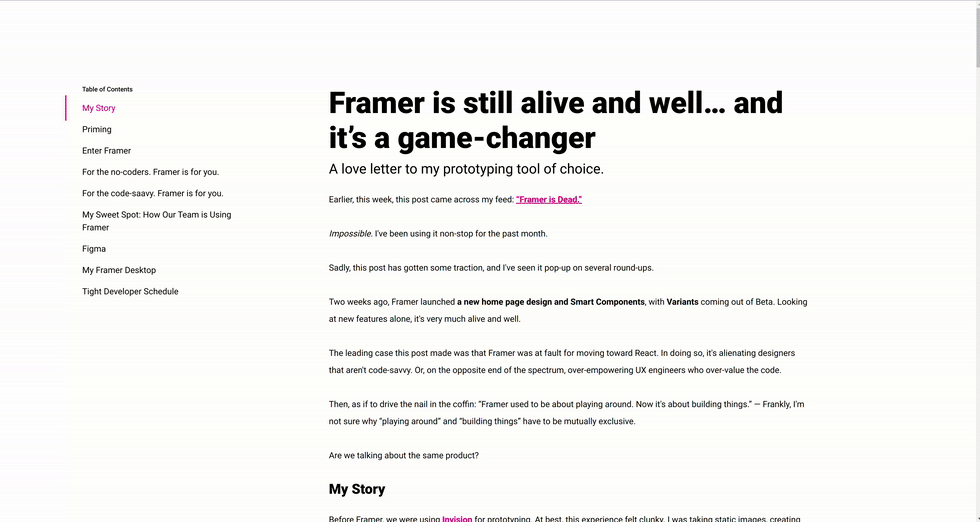 Table of Contents
My Story
Priming
Enter Framer
For the no-coders. Framer is for you.
For the code-saavy. Framer is for you.
My Sweet Spot: How Our Team is Using
Framer
Figma
My Framer Desktop
Tight Developer Schedule
Framer is still alive and well… and
it’s a game-changer
A love letter to my prototyping tool of choice.
Earlier, this week, this post came across my feed: “Framer is Dead.”
Impossible. I've been using it non-stop for the past month.
Sadly, this post has gotten some traction, and I've seen it pop-up on several round-ups.
Two weeks ago, Framer launched a new home page design and Smart Components, with Variants coming out of Beta. Looking
at new features alone, it's very much alive and well.
The leading case this post made was that Framer was at fault for moving toward React. In doing so, it's alienating designers
that aren't code-savvy. Or, on the opposite end of the spectrum, over-empowering UX engineers who over-value the code.
Then, as if to drive the nail in the coffin: “Framer used to be about playing around. Now it's about building things.” — Frankly, I'm
not sure why “playing around” and “building things” have to be mutually exclusive.
Are we talking about the same product?
My Story
Before Framer, we were using Invision for prototyping. At best, this experience felt clunky. I was taking static images, creating